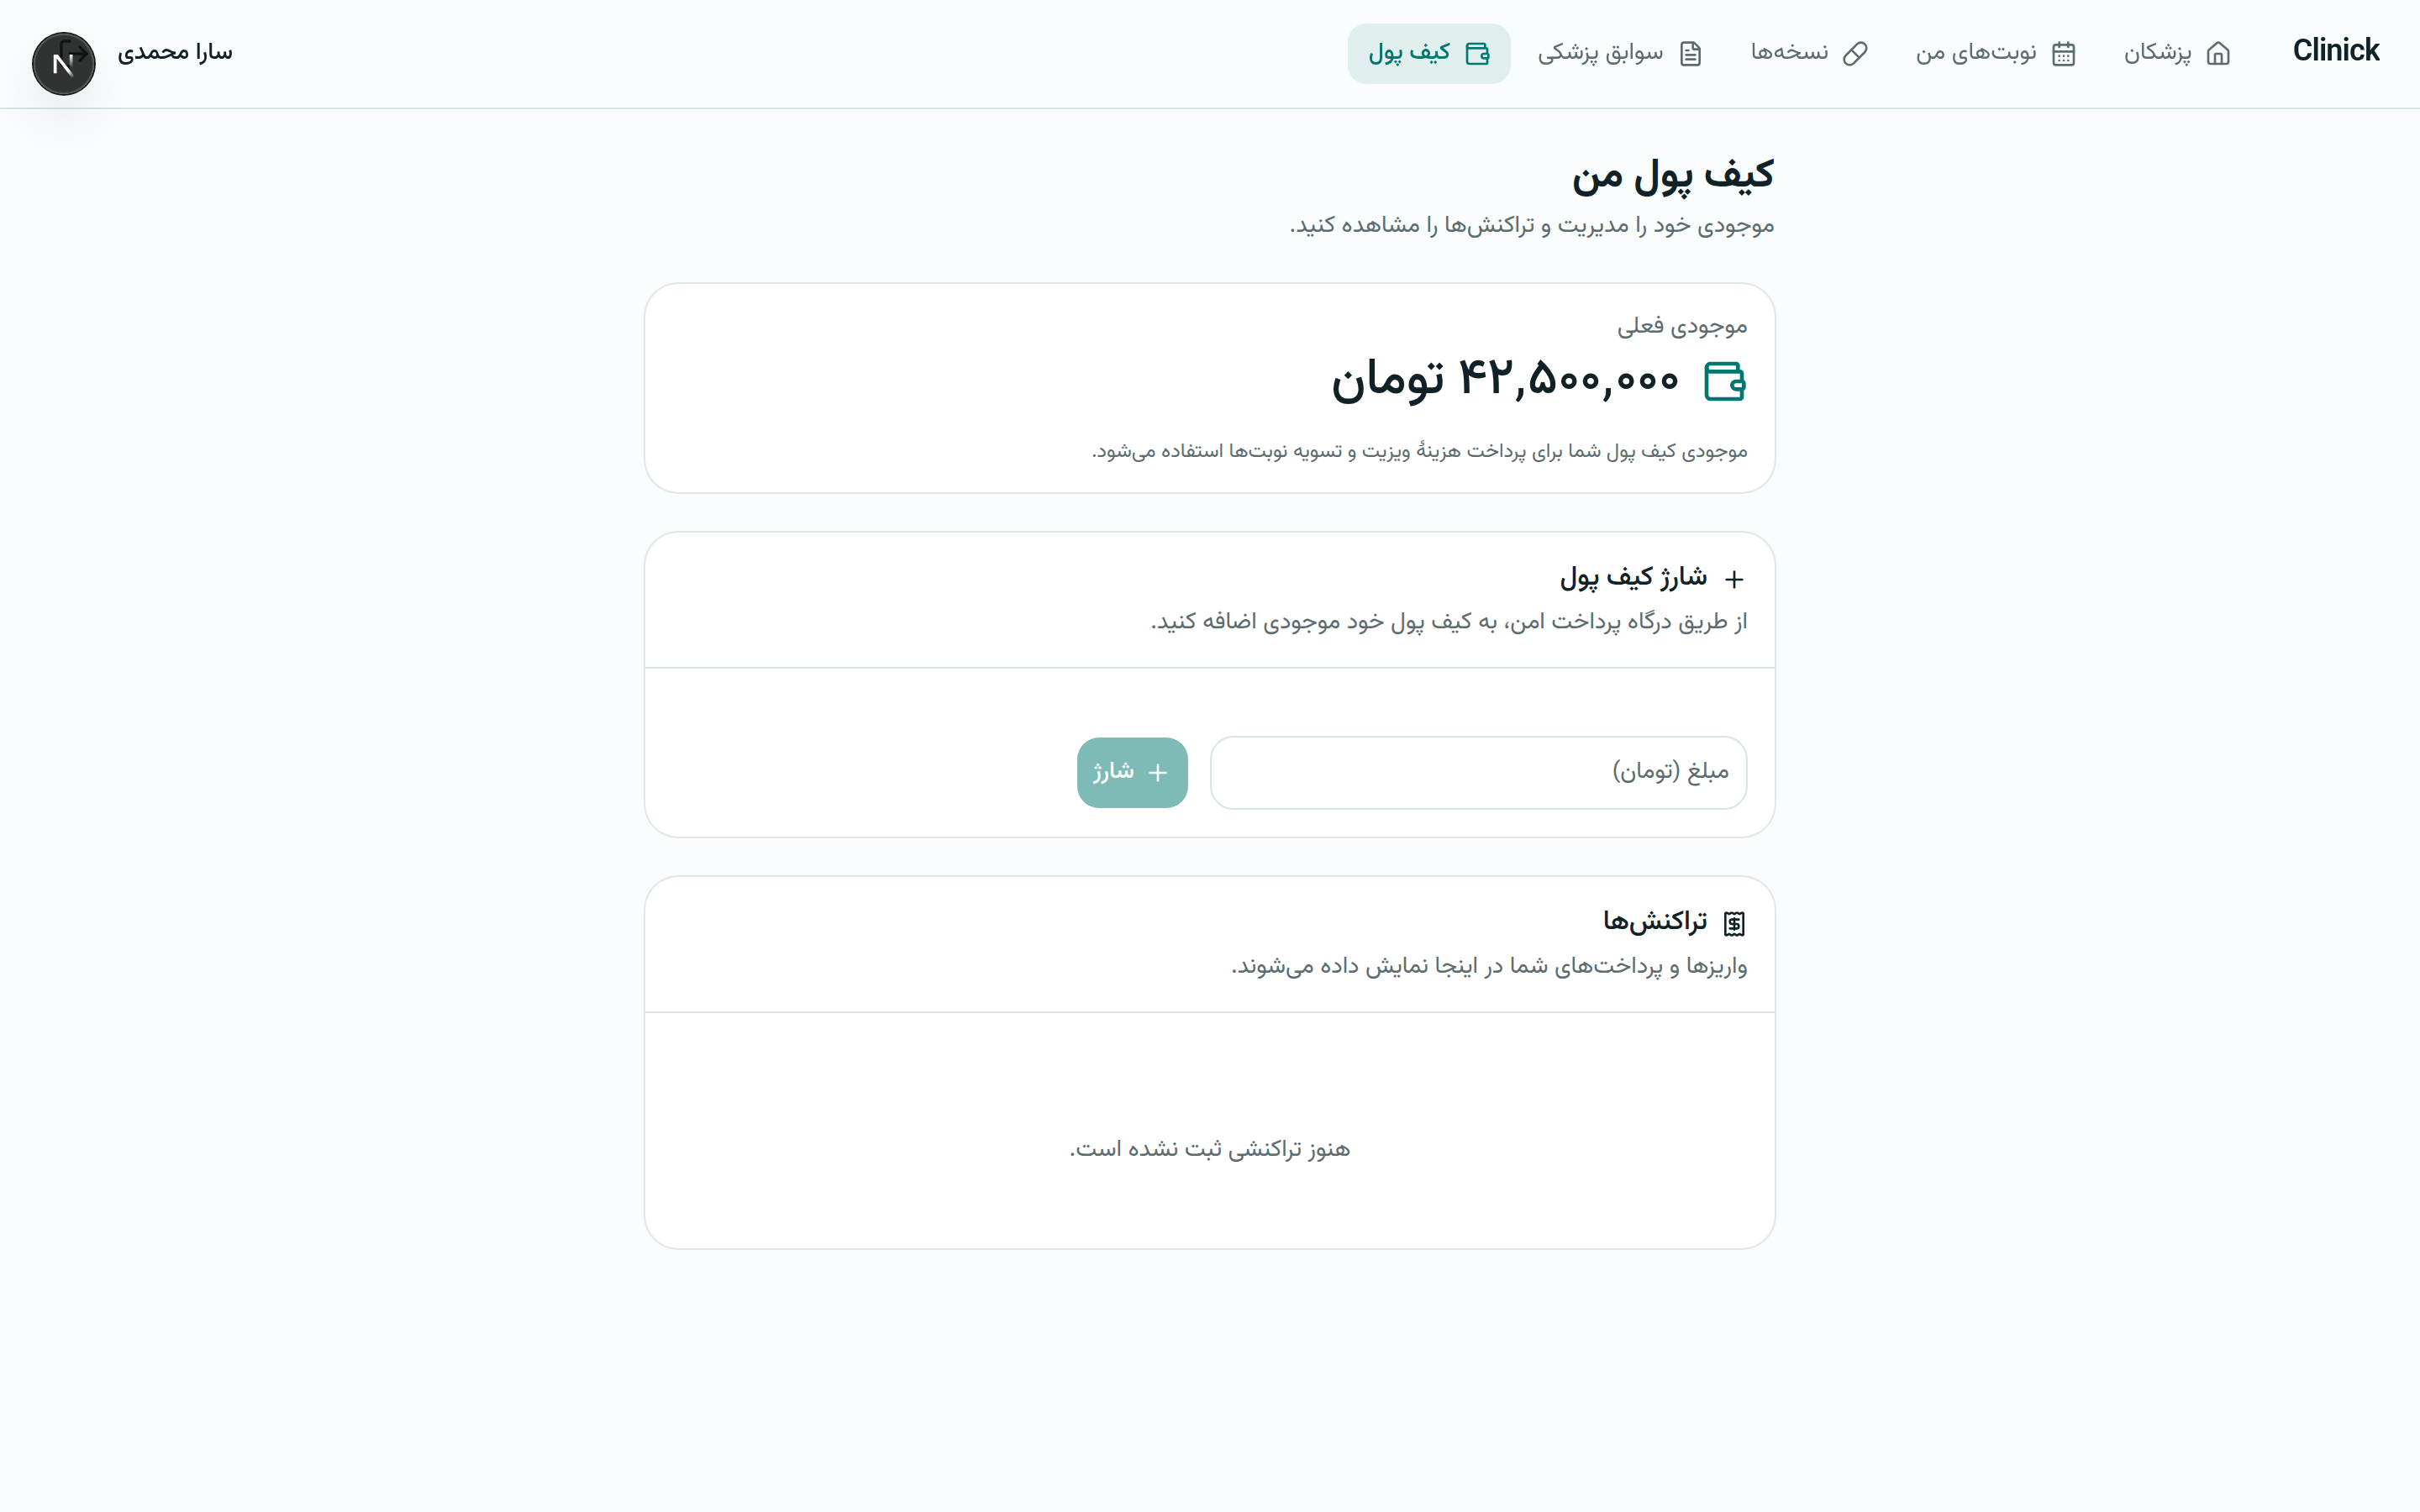 Clinick
پزشکان
نوبت‌های من
نسخه‌ها
سوابق پزشکی
کیف پول
سارا محمدی
N
کیف پول من
موجودی خود را مدیریت و تراکنش‌ها را مشاهده کنید.
موجودی فعلی
۴۲,۵۰۰,۰۰۰ تومان
موجودی کیف پول شما برای پرداخت هزینهٔ ویزیت و تسویه نوبت‌ها استفاده می‌شود.
شارژ کیف پول
از طریق درگاه پرداخت امن، به کیف پول خود موجودی اضافه کنید.
مبلغ (تومان)
شارژ
تراکنش‌ها
واریزها و پرداخت‌های شما در اینجا نمایش داده می‌شوند.
هنوز تراکنشی ثبت نشده است.